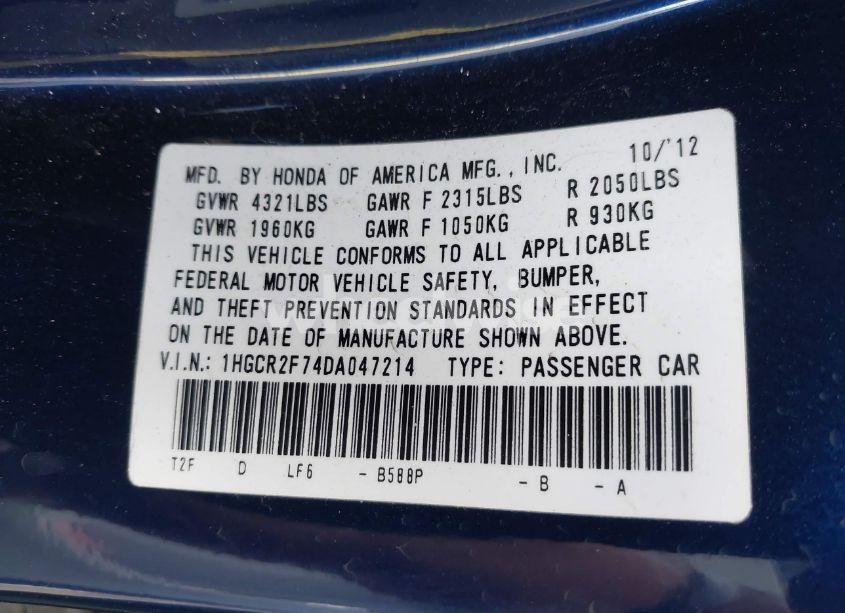 MFD. BY HONDA OF AMERICA MFG., INC. 10/'12
GVWR 4321LBS GAWR F 2315LBS R 2050LBS
GVWR 1960KG GAWR F 1050KG R 930KG
THIS VEHICLE CONFORMS TO ALL APPLICABLE
FEDERAL MOTOR VEHICLE SAFETY, BUMPER,
AND THEFT PREVENTION STANDARDS IN EFFECT
ON THE DATE OF MANUFACTURE SHOWN ABOVE.
V.I.N.: 1HGCR2F74DA047214 TYPE: PASSENGER CAR
T2F D LF6 - B588P - B - A